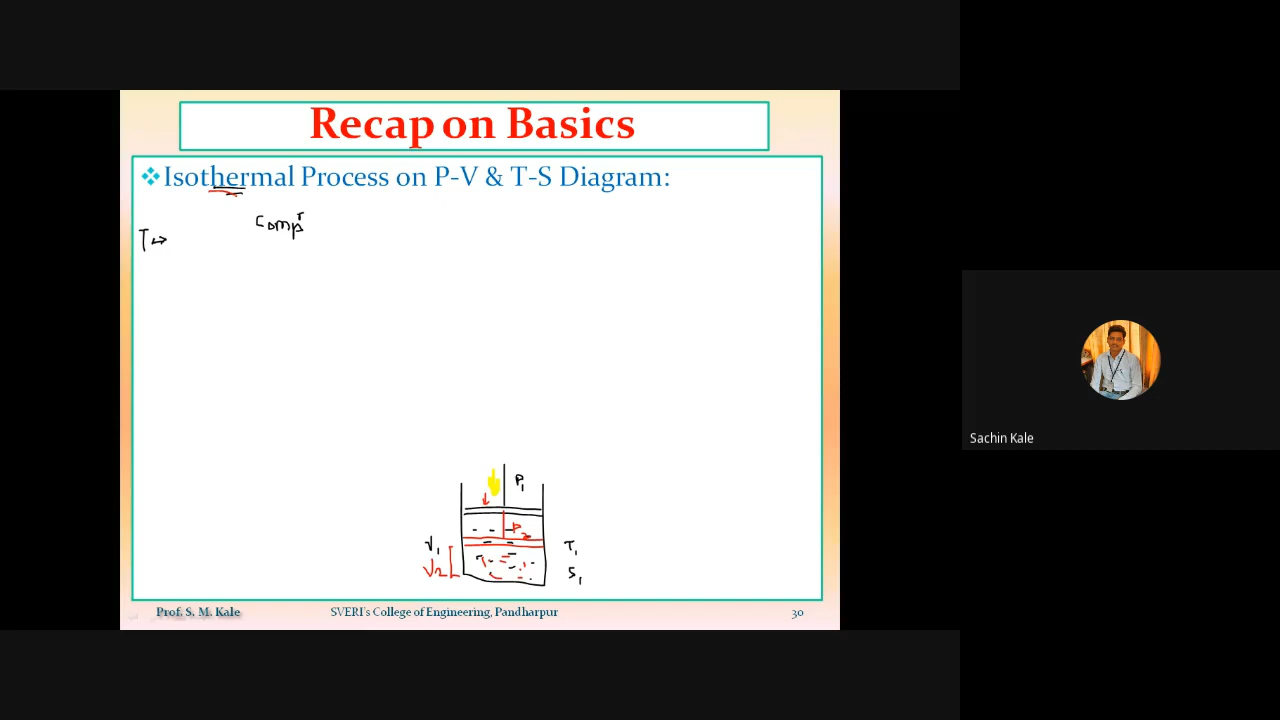 Recap on Basics
Isothermal Process on P-V & T-S Diagram:
Compr
T↔
P1
P2
V1
T1
V2
S1
Prof. S. M. Kale SVERI's College of Engineering, Pandharpur 30
Sachin Kale